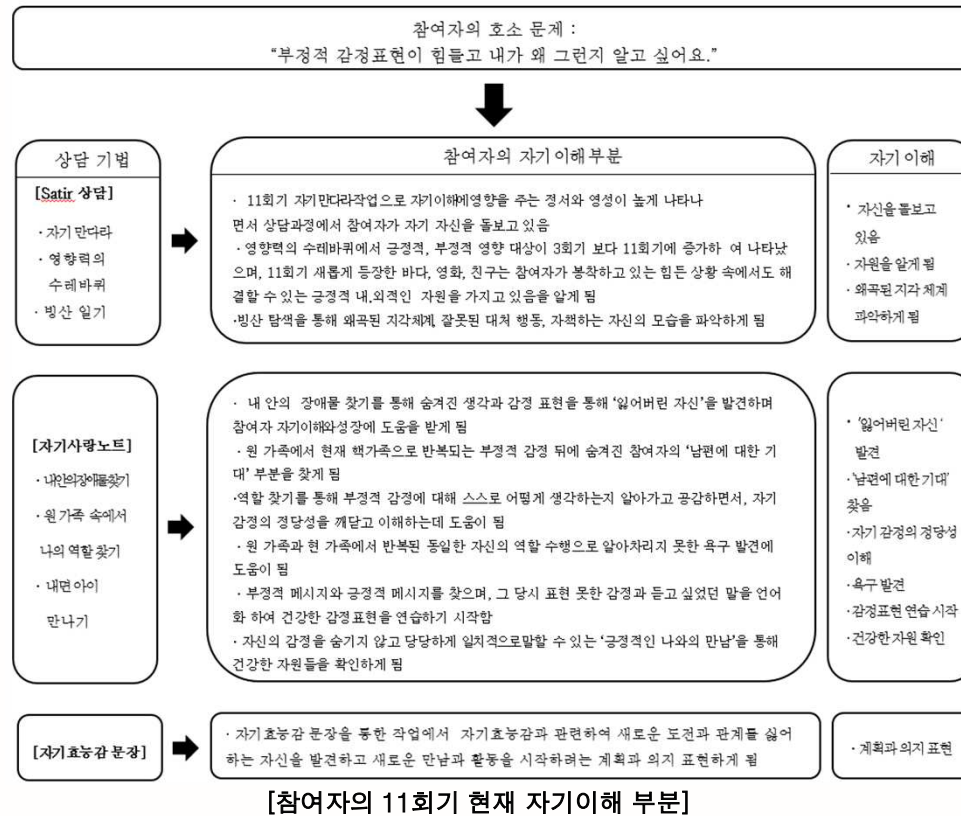 참여자의 호소 문제 :
“부정적 감정표현이 힘들고 내가 왜 그런지 알고 싶어요.”
상담 기법
[Satir 상담]
· 자기 만다라
· 영향력의
수레바퀴
· 빙산 일기
참여자의 자기이해 부분
· 11회기 자기만다라작업으로 자기이해에영향을 주는 정서와 영성이 높게 나타나
면서 상담과정에서 참여자가 자기 자신을 돌보고 있음
· 영향력의 수레바퀴에서 긍정적, 부정적 영향 대상이 3회기 보다 11회기에 증가하 여 나타났
으며, 11회기 새롭게 등장한 바다, 영화, 친구는 참여자가 봉착하고 있는 힘든 상황 속에서도 해
결할 수 있는 긍정적 내.외적인 자원을 가지고 있음을 알게 됨
·빙산 탐색을 통해 왜곡된 지각체계, 잘못된 대처 행동, 자책하는 자신의 모습을 파악하게 됨
자기 이해
· 자신을 돌보고
있음
· 자원을 알게 됨
· 왜곡된 지각 체계
파악하게 됨
[자기사랑노트]
· 내안의장애물찾기
· 원 가족 속에서
나의 역할 찾기
· 내면 아이
만나기
· 내 안의 장애물 찾기를 통해 숨겨진 생각과 감정 표현을 통해 ‘잃어버린 자신’을 발견하며
참여자 자기이해와성장에 도움을 받게 됨
· 원 가족에서 현재 핵가족으로 반복되는 부정적 감정 뒤에 숨겨진 참여자의 ‘남편에 대한 기
대’ 부분을 찾게 됨
·역할 찾기를 통해 부정적 감정에 대해 스스로 어떻게 생각하는지 알아가고 공감하면서, 자기
감정의 정당성을 깨닫고 이해하는데 도움이 됨
· 원 가족과 현 가족에서 반복된 동일한 자신의 역할 수행으로 알아차리지 못한 욕구 발견에
도움이 됨
· 부정적 메시지와 긍정적 메시지를 찾으며, 그 당시 표현 못한 감정과 듣고 싶었던 말을 언어
화 하여 건강한 감정표현을 연습하기 시작함
· 자신의 감정을 숨기지 않고 당당하게 일치적으로말할 수 있는 ‘긍정적인 나와의 만남’을 통해
건강한 자원들을 확인하게 됨
· ‘잃어버린 자신‘
발견
· ‘남편에 대한 기대’
찾음
· 자기 감정의 정당성
이해
· 욕구 발견
· 감정표현 연습 시작
· 건강한 자원 확인
[자기효능감 문장]
· 자기효능감 문장을 통한 작업에서 자기효능감과 관련하여 새로운 도전과 관계를 싫어
하는 자신을 발견하고 새로운 만남과 활동을 시작하려는 계획과 의지 표현하게 됨
· 계획과 의지 표현
[참여자의 11회기 현재 자기이해 부분]